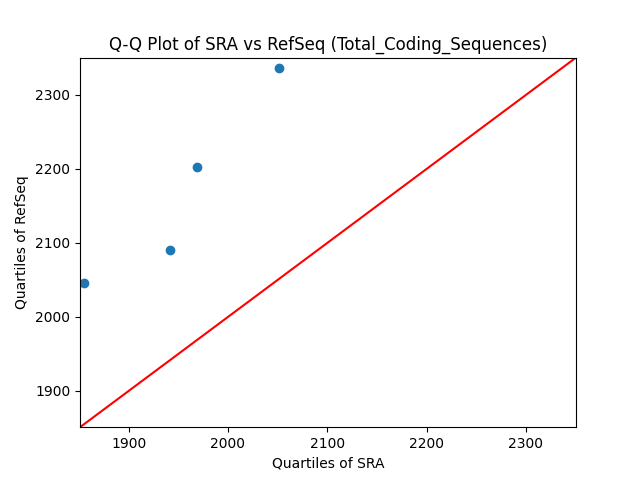 Q-Q Plot of SRA vs RefSeq (Total_Coding_Sequences)
Quartiles of RefSeq
2300
2200
2100
2000
1900
1900 2000 2100 2200 2300
Quartiles of SRA